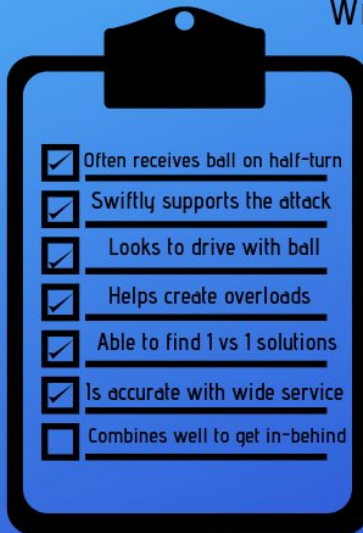 Often receives ball on half-turn
Swiftly supports the attack
Looks to drive with ball
Helps create overloads
Able to find 1 vs 1 solutions
Is accurate with wide service
Combines well to get in-behind